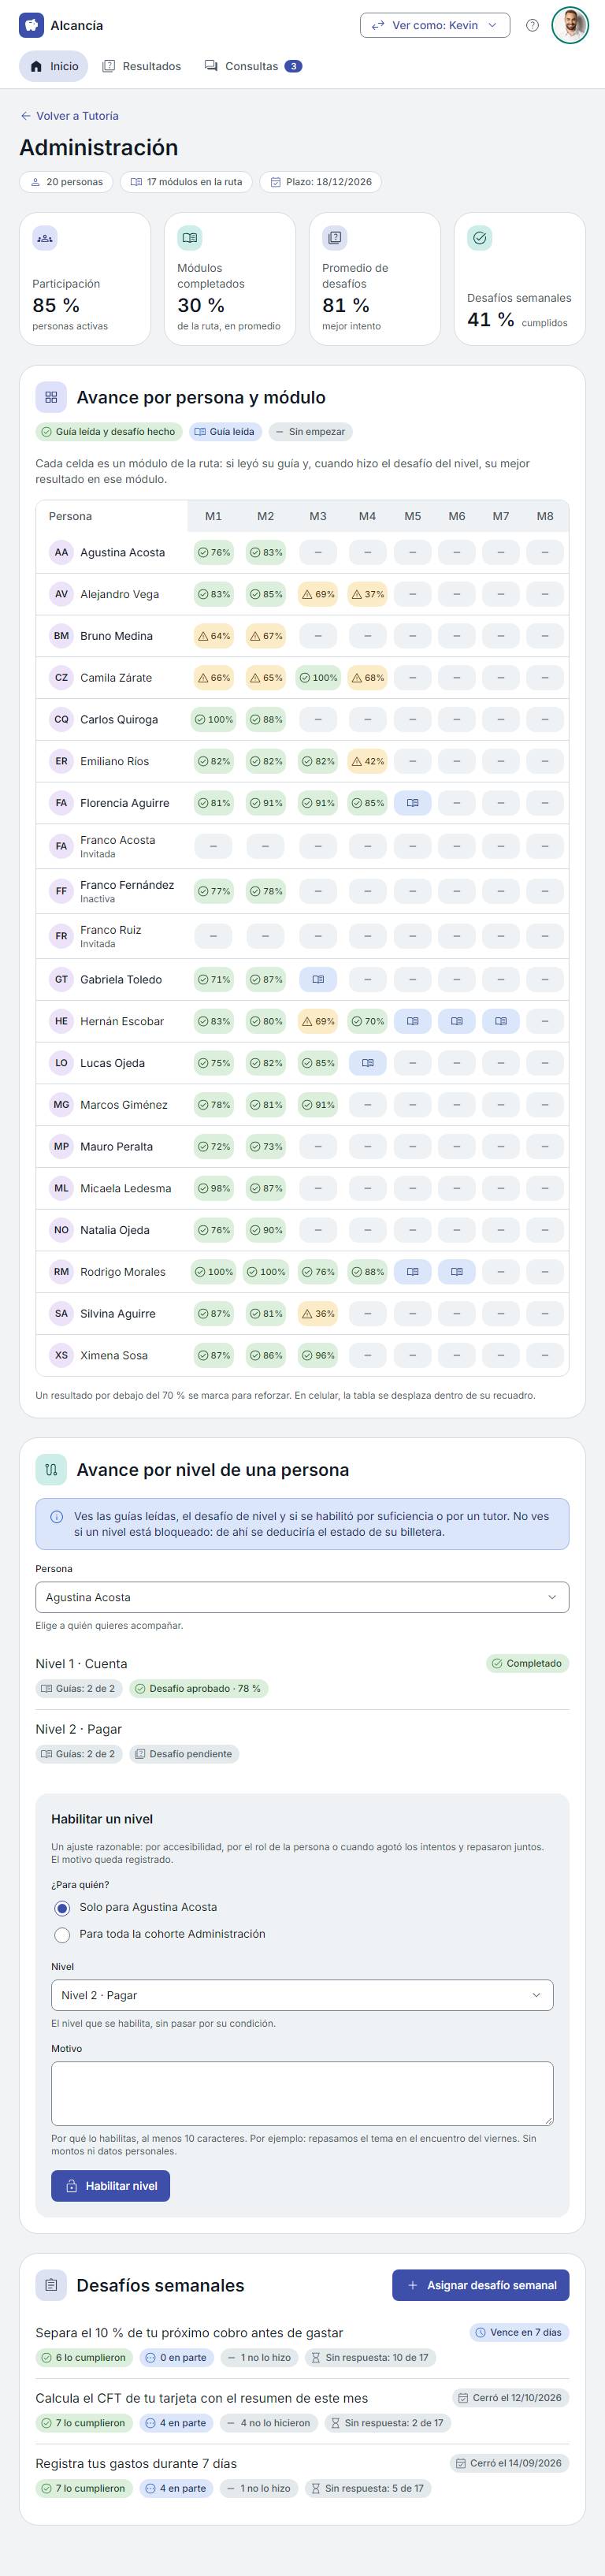 Alcancía
Ver como: Kevin
Inicio
Resultados
Consultas 3
Volver a Tutoría
Administración
20 personas
17 módulos en la ruta
Plazo: 18/12/2026
Participación
85 %
personas activas
Módulos completados
30 %
de la ruta, en promedio
Promedio de desafíos
81 %
mejor intento
Desafíos semanales
41 % cumplidos
Avance por persona y módulo
Guía leída y desafío hecho
Guía leída
Sin empezar
Cada celda es un módulo de la ruta: si leyó su guía y, cuando hizo el desafío del nivel, su mejor
resultado en ese módulo.
Persona M1 M2 M3 M4 M5 M6 M7 M8
AA Agustina Acosta 76% 83% – – – – – –
AV Alejandro Vega 83% 85% 69% 37% – – – –
BM Bruno Medina 64% 67% – – – – – –
CZ Camila Zárate 66% 65% 100% 68% – – – –
CQ Carlos Quiroga 100% 88% – – – – – –
ER Emiliano Ríos 82% 82% 82% 42% – – – –
FA Florencia Aguirre 81% 91% 91% 85% – – –
FA Franco Acosta – – – – – – – –
Invitada
FF Franco Fernández 77% 78% – – – – – –
Inactiva
FR Franco Ruiz – – – – – – – –
Invitada
GT Gabriela Toledo 71% 87% – – – – –
HE Hernán Escobar 83% 80% 69% 70% –
LO Lucas Ojeda 75% 82% 85% – – – –
MG Marcos Giménez 78% 81% 91% – – – – –
MP Mauro Peralta 72% 73% – – – – – –
ML Micaela Ledesma 98% 87% – – – – – –
NO Natalia Ojeda 76% 90% – – – – – –
RM Rodrigo Morales 100% 100% 76% 88% – –
SA Silvina Aguirre 87% 81% 36% – – – – –
XS Ximena Sosa 87% 86% 96% – – – – –
Un resultado por debajo del 70 % se marca para reforzar. En celular, la tabla se desplaza dentro de su recuadro.
Avance por nivel de una persona
Ves las guías leídas, el desafío de nivel y si se habilitó por suficiencia o por un tutor. No ves
si un nivel está bloqueado: de ahí se deduciría el estado de su billetera.
Persona
Agustina Acosta
Elige a quién quieres acompañar.
Nivel 1 · Cuenta
Completado
Guías: 2 de 2
Desafío aprobado · 78 %
Nivel 2 · Pagar
Guías: 2 de 2
Desafío pendiente
Habilitar un nivel
Un ajuste razonable: por accesibilidad, por el rol de la persona o cuando agotó los intentos y repasaron juntos.
El motivo queda registrado.
¿Para quién?
Solo para Agustina Acosta
Para toda la cohorte Administración
Nivel
Nivel 2 · Pagar
El nivel que se habilita, sin pasar por su condición.
Motivo
Por qué lo habilitas, al menos 10 caracteres. Por ejemplo: repasamos el tema en el encuentro del viernes. Sin
montos ni datos personales.
Habilitar nivel
Desafíos semanales
Asignar desafío semanal
Separa el 10 % de tu próximo cobro antes de gastar
Vence en 7 días
6 lo cumplieron
0 en parte
1 no lo hizo
Sin respuesta: 10 de 17
Calcula el CFT de tu tarjeta con el resumen de este mes
Cerró el 12/10/2026
7 lo cumplieron
4 en parte
4 no lo hicieron
Sin respuesta: 2 de 17
Registra tus gastos durante 7 días
Cerró el 14/09/2026
7 lo cumplieron
4 en parte
1 no lo hizo
Sin respuesta: 5 de 17